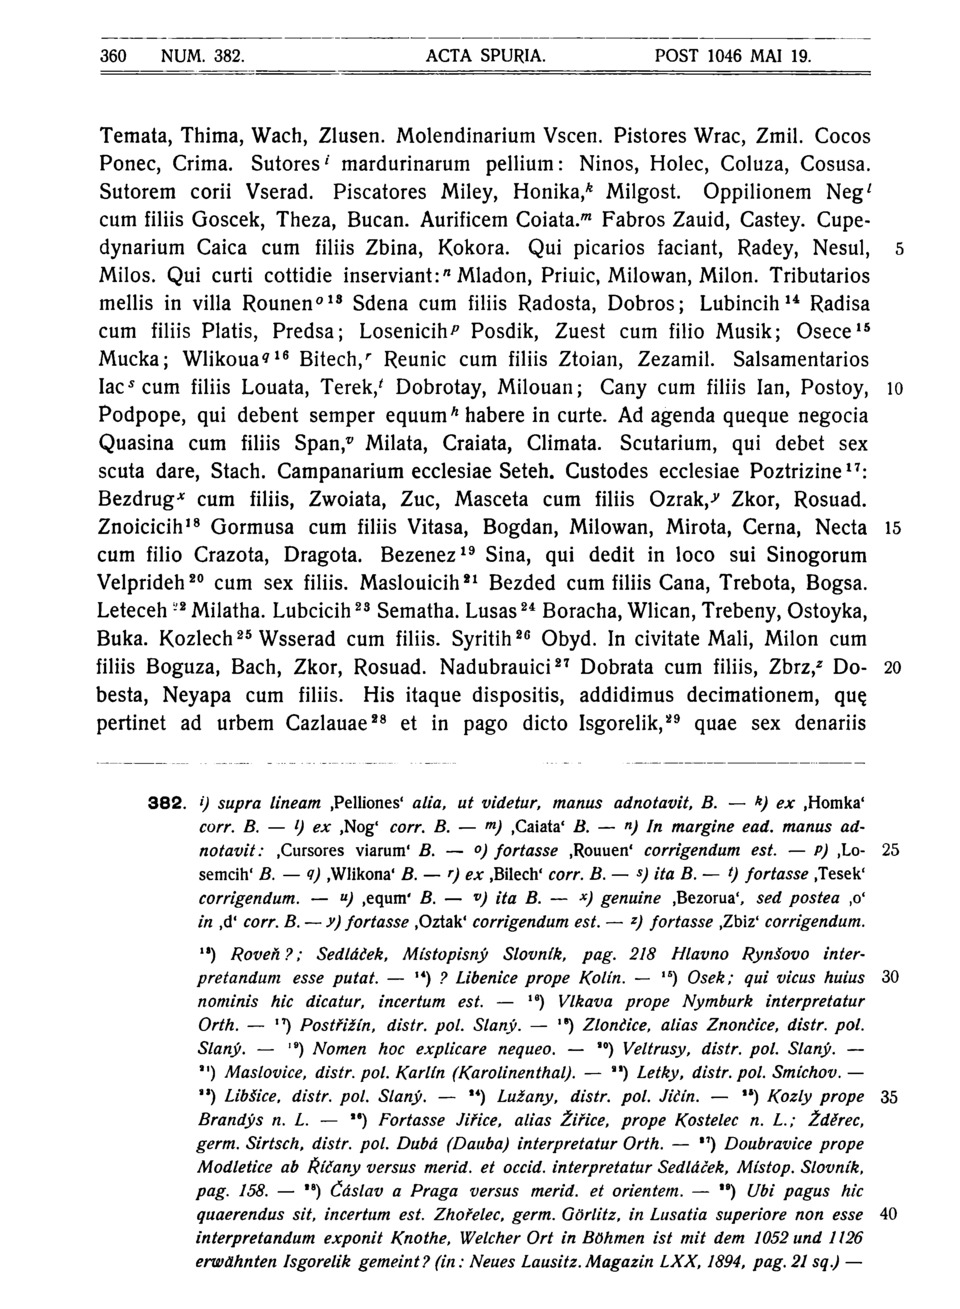 360 NUM. 382. ACTA SPURIA. POST 1046 MAI 19.
Temata, Thima, Wach, Zlusen. Molendinarium Vscen. Pistores Wrac, Zmil. Cocos
Ponec, Crima. Sutores i mardurinarum pellium: Ninos, Holec, Coluza, Cosusa.
Sutorem corii Vserad. Piscatores Miley, Honika,k Milgost. Oppilionem Neg l
cum filiis Goscek, Theza, Bucan. Aurificem Coiata.m Fabros Zauid, Castey. Cupe-
dynarium Caica cum filiis Zbina, Kokora. Qui picarios faciant, Radey, Nesul, 5
Milos. Qui curti cottidie inserviant:n Mladon, Priuic, Milowan, Milon. Tributarios
mellis in villa Rounen o 13 Sdena cum filiis Radosta, Dobros; Lubincih 14 Radisa
cum filiis Platis, Predsa; Losenicih p Posdik, Zuest cum filio Musik; Osece 15
Mucka; Wlikoua q 16 Bitech,r Reunic cum filiis Ztoian, Zezamil. Salsamentarios
Iac s cum filiis Louata, Terek,t Dobrotay, Milouan; Cany cum filiis Ian, Postoy, 10
Podpope, qui debent semper equum h habere in curte. Ad agenda queque negocia
Quasina cum filiis Span,v Milata, Craiata, Climata. Scutarium, qui debet sex
scuta dare, Stach. Campanarium ecclesiae Seteh. Custodes ecclesiae Poztrizine 17:
Bezdrug x cum filiis, Zwoiata, Zuc, Masceta cum filiis Ozrak,y Zkor, Rosuad.
Znoicicih 18 Gormusa cum filiis Vitasa, Bogdan, Milowan, Mirota, Cerna, Necta 15
cum filio Crazota, Dragota. Bezenez 19 Sina, qui dedit in loco sui Sinogorum
Velprideh 20 cum sex filiis. Maslouicih 21 Bezded cum filiis Cana, Trebota, Bogsa.
Leteceh 22 Milatha. Lubcicih 23 Sematha. Lusas 24 Boracha, Wlican, Trebeny, Ostoyka,
Buka. Kozlech 25 Wsserad cum filiis. Syritih 26 Obyd. In civitate Mali, Milon cum
filiis Boguza, Bach, Zkor, Rosuad. Nadubrauici 27 Dobrata cum filiis, Zbrz,z Do- 20
besta, Neyapa cum filiis. His itaque dispositis, addidimus decimationem, quę
pertinet ad urbem Cazlauae 28 et in pago dicto Isgorelik,29 quae sex denariis
382. i) supra lineam ‚Pelliones‘ alia, ut videtur, manus adnotavit, B. — k) ex ‚Homka‘
corr. B. — l) ex ‚Nog‘ corr. B. — m) ‚Caiata‘ B. — n) In margine ead. manus ad-
notavit: ‚Cursores viarum‘ B. — o) fortasse ‚Rouuen‘ corrigendum est. — p) ‚Lo- 25
semcih‘ B. — q) ‚Wlikona‘ B. — r) ex ‚Bilech‘ corr. B. — s) ita B. — t) fortasse ‚Tesek‘
corrigendum. — u) ‚equm‘ B. — v) ita B. — x) genuine ‚Bezorua‘, sed postea ‚o‘
in ‚d‘ corr. B. — y) fortasse ‚Oztak‘ corrigendum est. — z) fortasse ‚Zbiz‘ corrigendum.
13) Roveň ?; Sedláček, Místopisný Slovník, pag. 218 Hlavno Rynšovo inter-
pretandum esse putat. — 14) ? Libenice prope Kolín. — 15) Osek; qui vicus huius 30
nominis hic dicatur, incertum est. — 16) Vlkava prope Nymburk interpretatur
Orth. — 17) Postřižín, distr. pol. Slaný. — 18) Zlončice, alias Znončice, distr. pol.
Slaný. — 19) Nomen hoc explicare nequeo. — 20) Veltrusy, distr. pol. Slaný. —
21) Maslovice, distr. pol. Karlín (Karolinenthal). — 22) Letky, distr. pol. Smíchov. —
23) Libšice, distr. pol. Slaný. — 24) Lužany, distr. pol. Jičín. — 25) Kozly prope 35
Brandýs n. L. — 26) Fortasse Jiřice, alias Žiřice, prope Kostelec n. L.; Žděrec,
germ. Sirtsch, distr. pol. Dubá (Dauba) interpretatur Orth. — 27) Doubravice prope
Modletice ab Říčany versus merid. et occid. interpretatur Sedláček, Místop. Slovník,
pag. 158. — 28) Čáslav a Praga versus merid. et orientem. — 29) Ubi pagus hic
quaerendus sit, incertum est. Zhořelec, germ. Görlitz, in Lusatia superiore non esse 40
interpretandum exponit Knothe, Welcher Ort in Böhmen ist mit dem 1052 und 1126
erwähnten Isgorelik gemeint? (in: Neues Lausitz. Magazin LXX, 1894, pag. 21 sq.) —